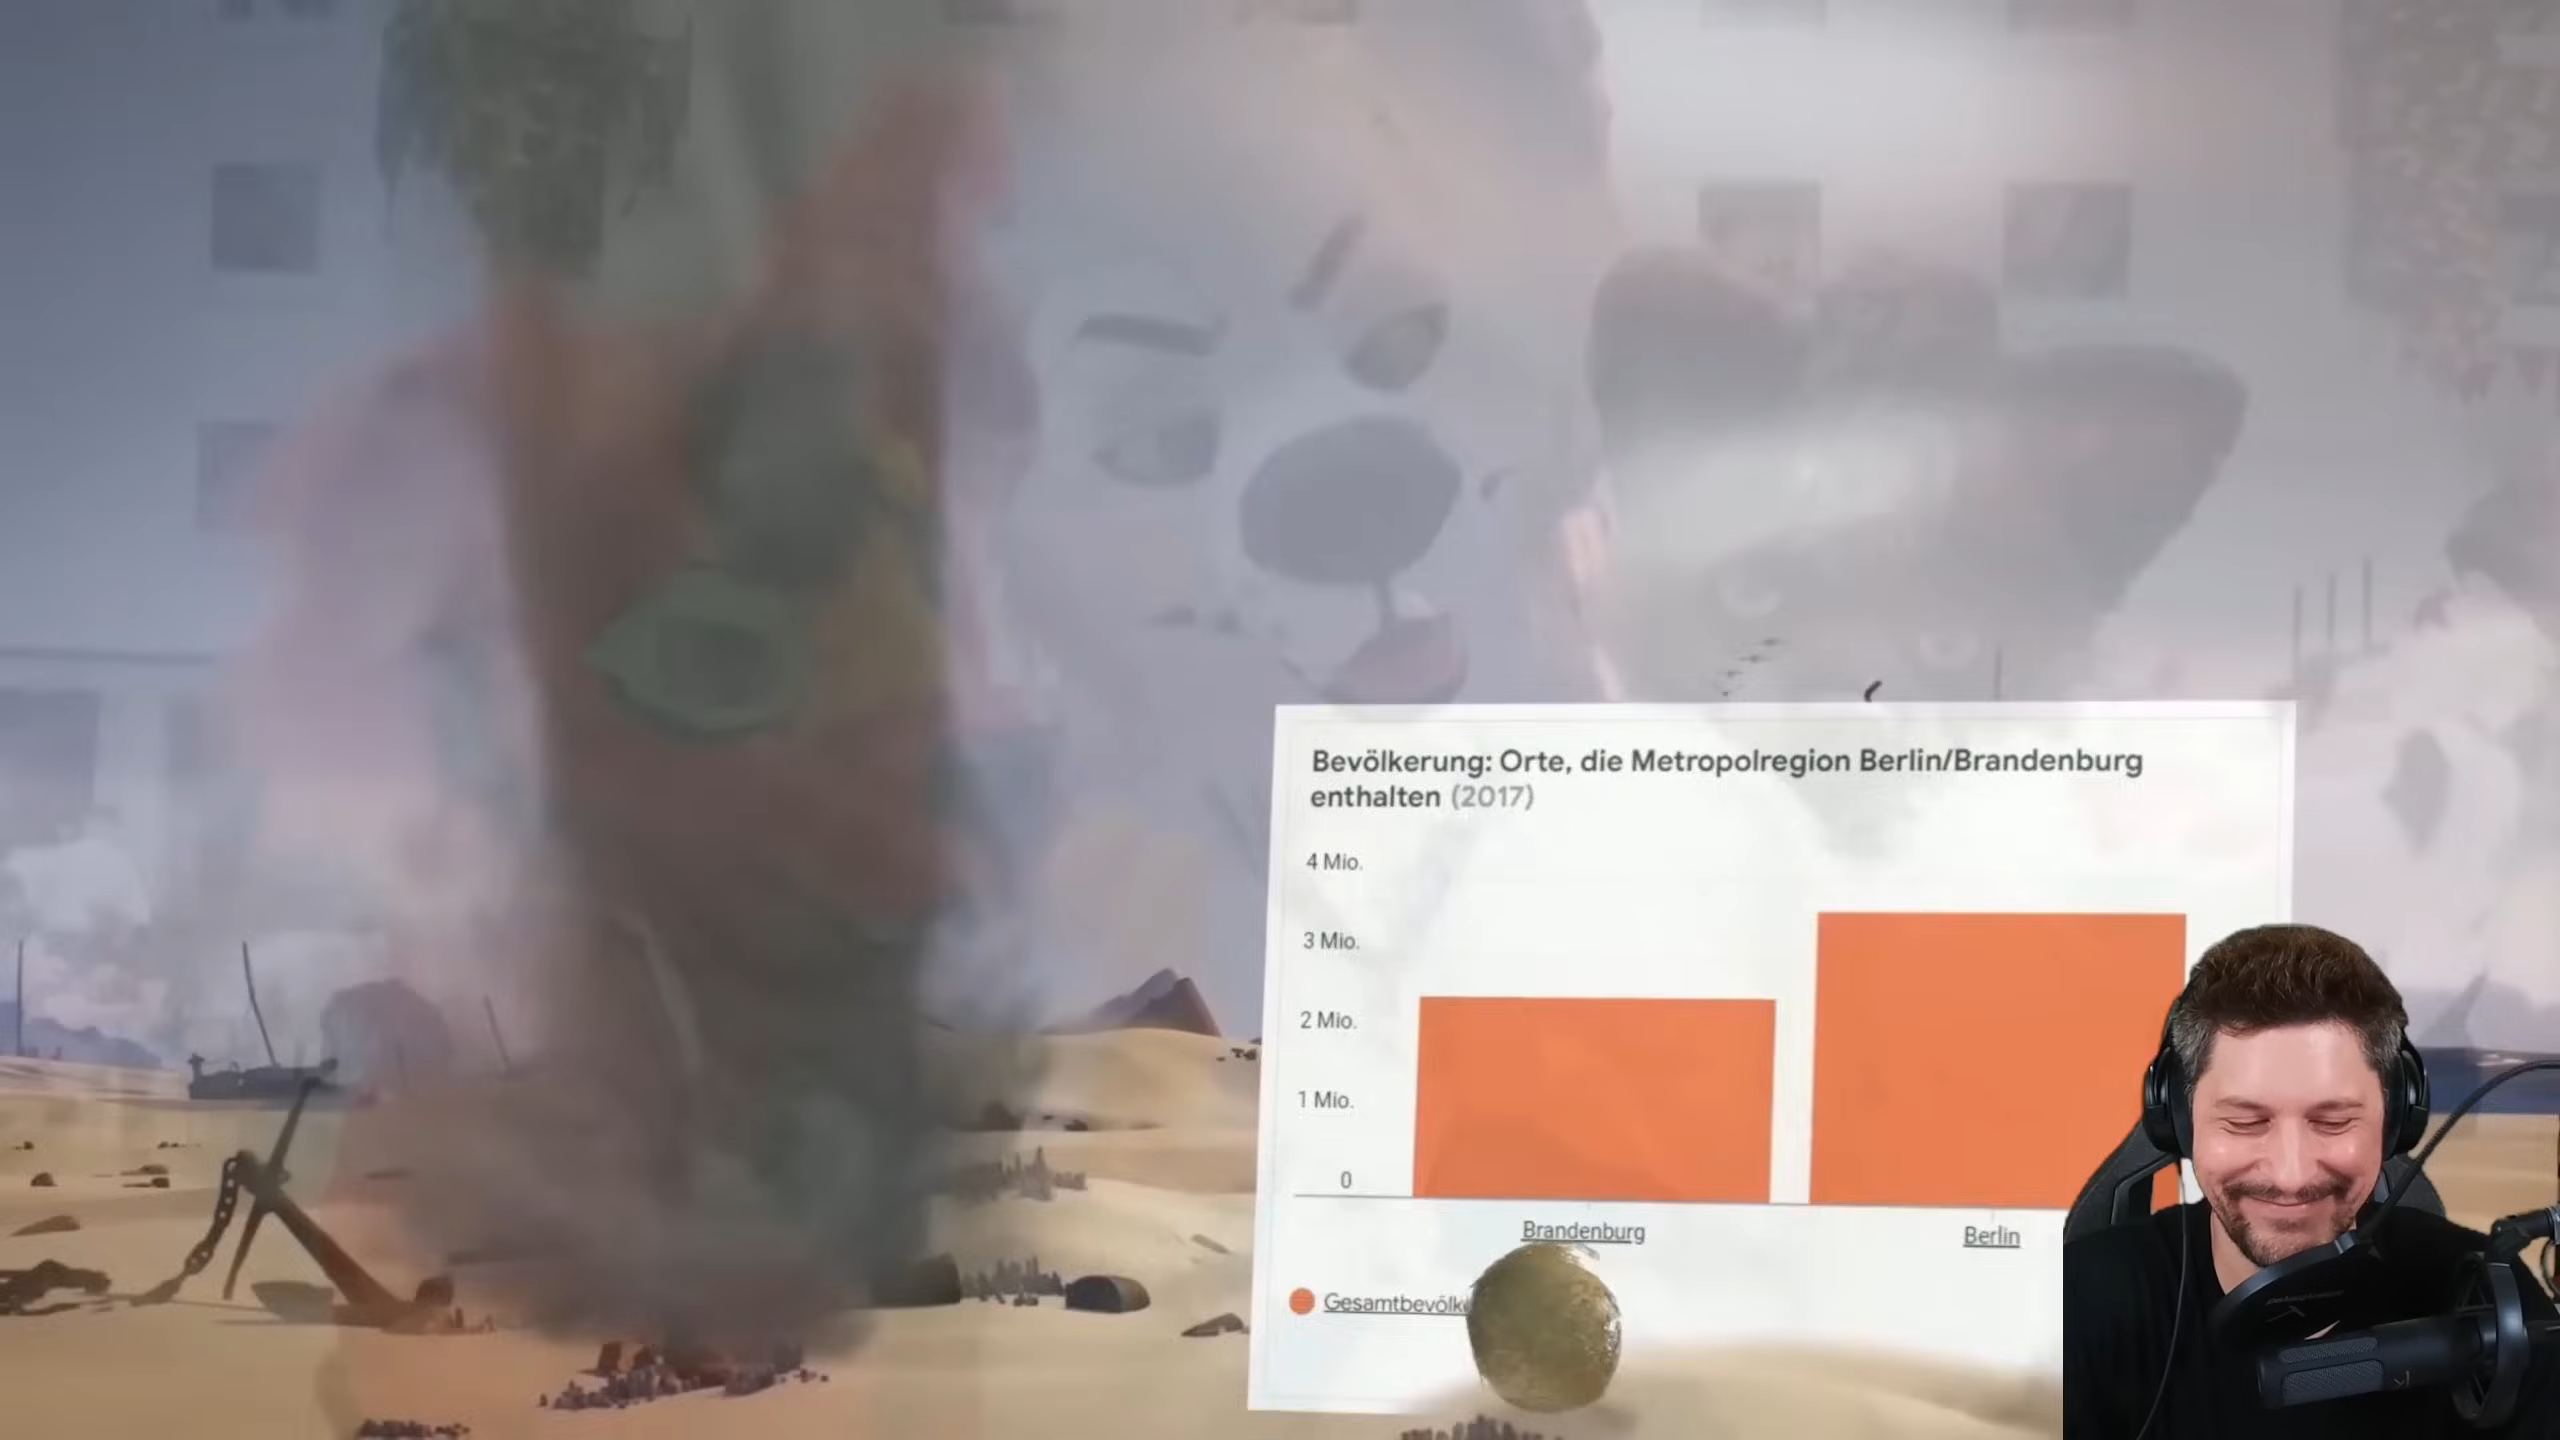 Bevölkerung: Orte, die Metropolregion Berlin/Brandenburg
enthalten (2017)
4 Mio.
3 Mio.
2 Mio.
1 Mio.
0
Brandenburg
Berlin